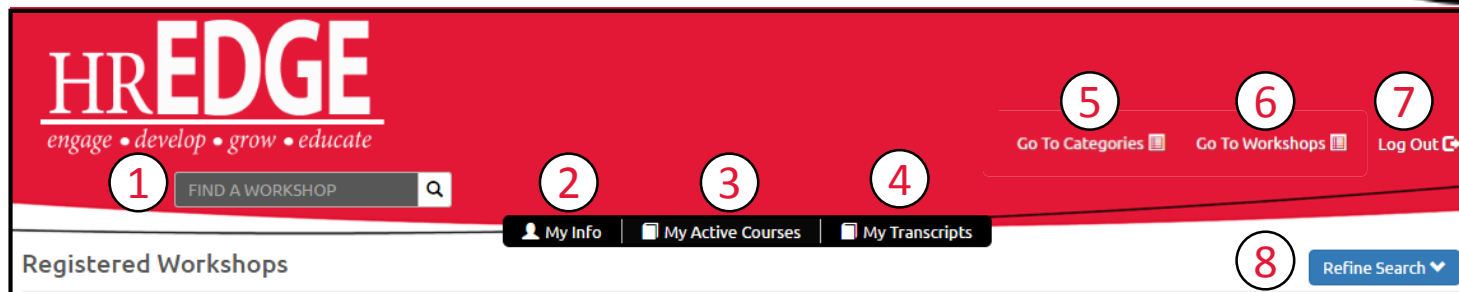 HREDGE
engage • develop • grow • educate
5
6
7
Go To Categories
Go To Workshops
Log Out
1
FIND A WORKSHOP
2
3
4
My Info
My Active Courses
My Transcripts
Registered Workshops
8
Refine Search